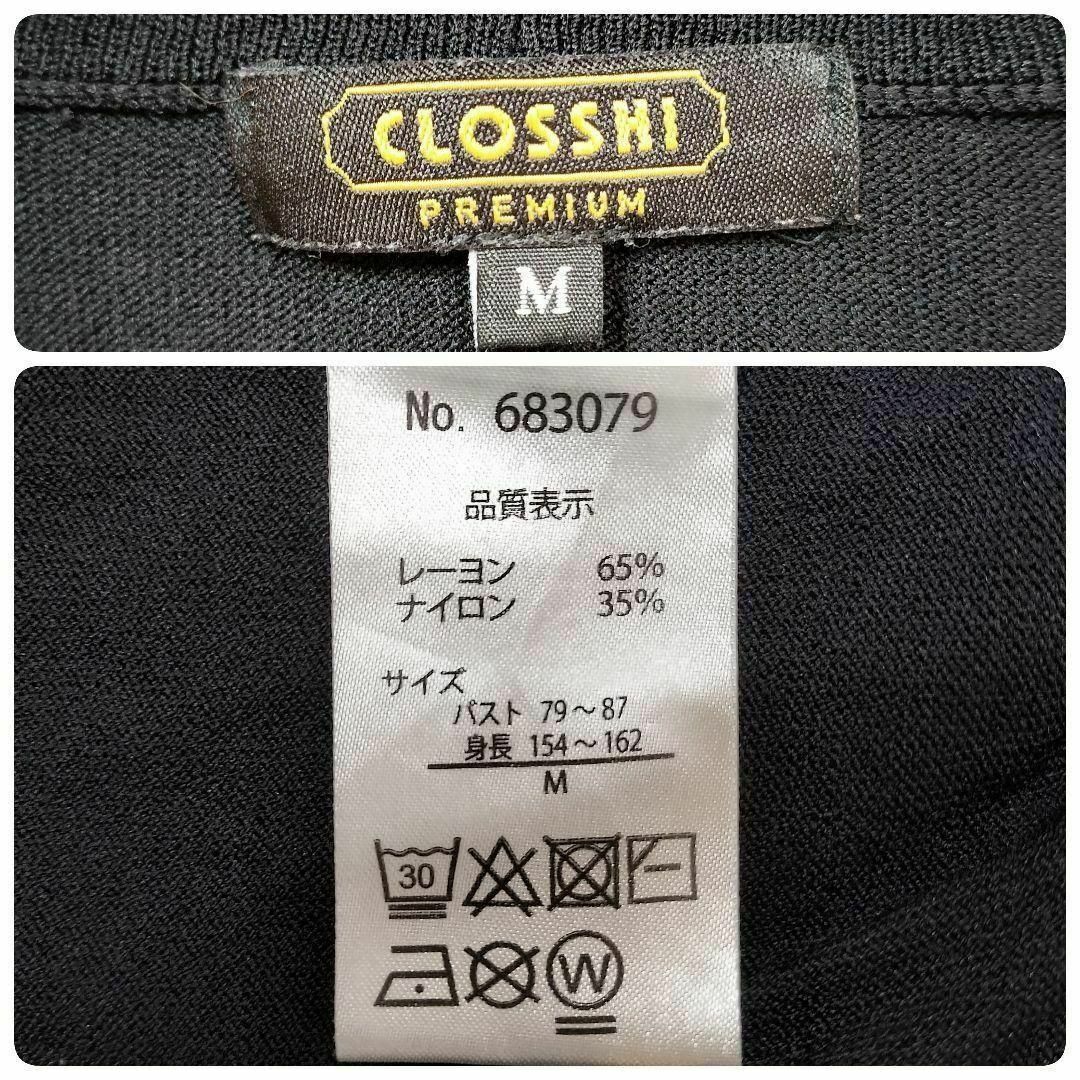 CLOSSHI
PREMIUM
M
No. 683079
品質表示
レーヨン 65%
ナイロン 35%
サイズ
バスト 79～87
身長 154～162
M
30
W